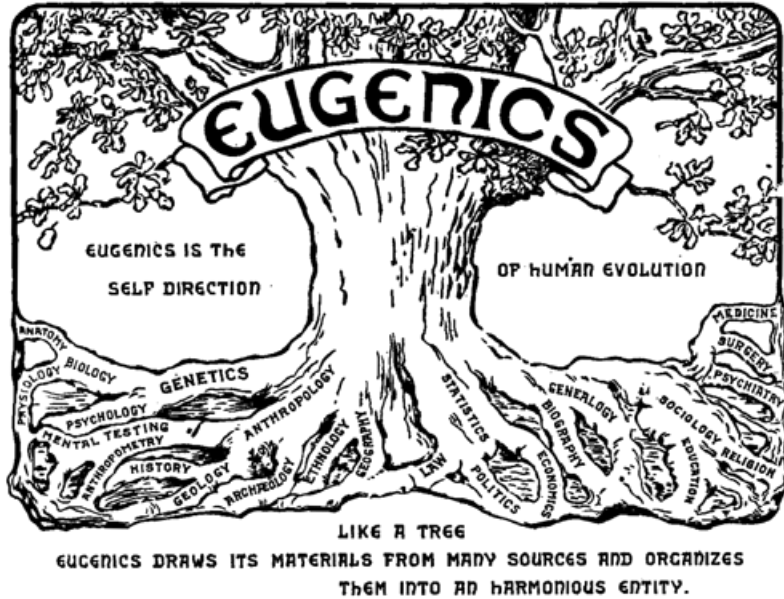 EUGENICS
EUGENICS IS THE
SELF DIRECTION
OF HUMAN EVOLUTION
ANATOMY
BIOLOGY
PHYSIOLOGY
GENETICS
PSYCHOLOGY
MENTAL TESTING
ANTHROPOMETRY
HISTORY
GEOLOGY
ANTHROPOLOGY
ARCHÆOLOGY
ETHNOLOGY
GEOGRAPHY
LAW
STATISTICS
POLITICS
ECONOMICS
BIOGRAPHY
GENEALOGY
EDUCATION
SOCIOLOGY
RELIGION
PSYCHIATRY
SURGERY
MEDICINE
LIKE A TREE
EUGENICS DRAWS ITS MATERIALS FROM MANY SOURCES AND ORGANIZES
THEM INTO AN HARMONIOUS ENTITY.